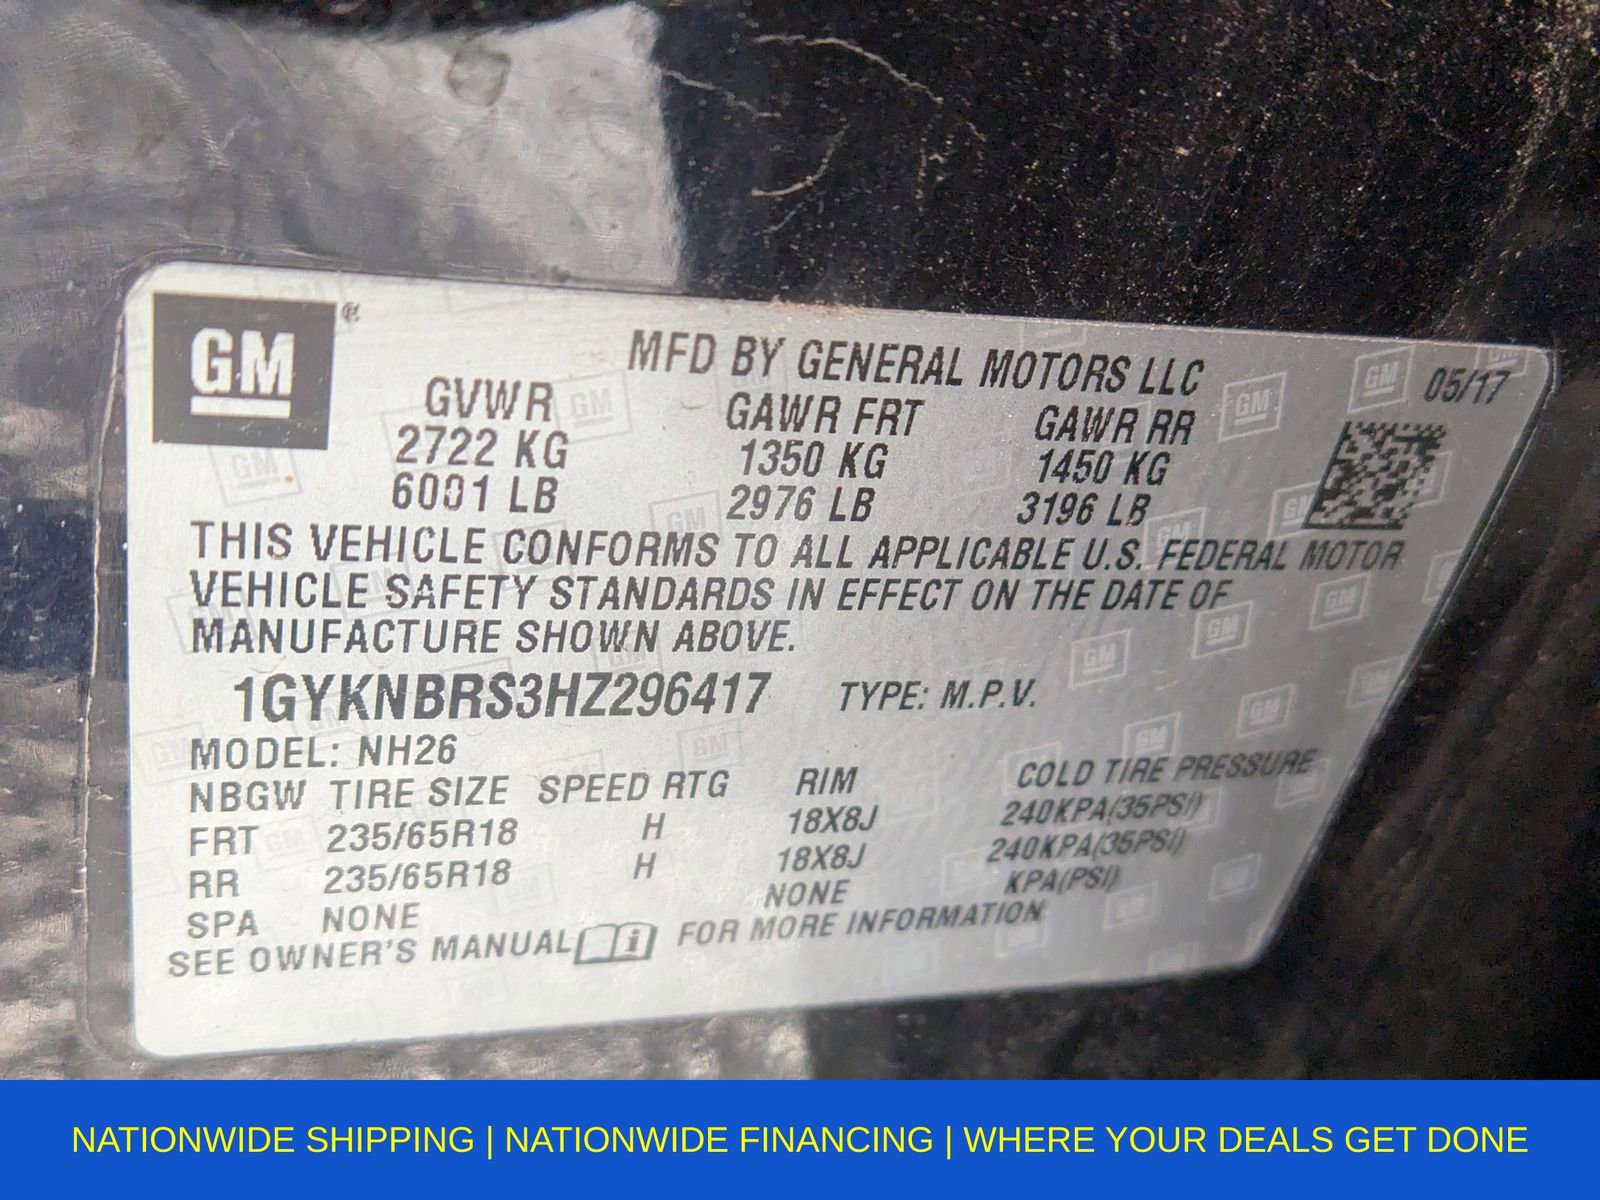 GM ®
MFD BY GENERAL MOTORS LLC
05/17
GVWR GAWR FRT GAWR RR
2722 KG 1350 KG 1450 KG
6001 LB 2976 LB 3196 LB
THIS VEHICLE CONFORMS TO ALL APPLICABLE U.S. FEDERAL MOTOR
VEHICLE SAFETY STANDARDS IN EFFECT ON THE DATE OF
MANUFACTURE SHOWN ABOVE.
1GYKNBRS3HZ296417 TYPE: M.P.V.
MODEL: NH26
NBGW TIRE SIZE SPEED RTG RIM COLD TIRE PRESSURE
FRT 235/65R18 H 18X8J 240KPA(35PSI)
RR 235/65R18 H 18X8J 240KPA(35PSI)
SPA NONE NONE KPA(PSI)
SEE OWNER'S MANUAL i FOR MORE INFORMATION
NATIONWIDE SHIPPING | NATIONWIDE FINANCING | WHERE YOUR DEALS GET DONE